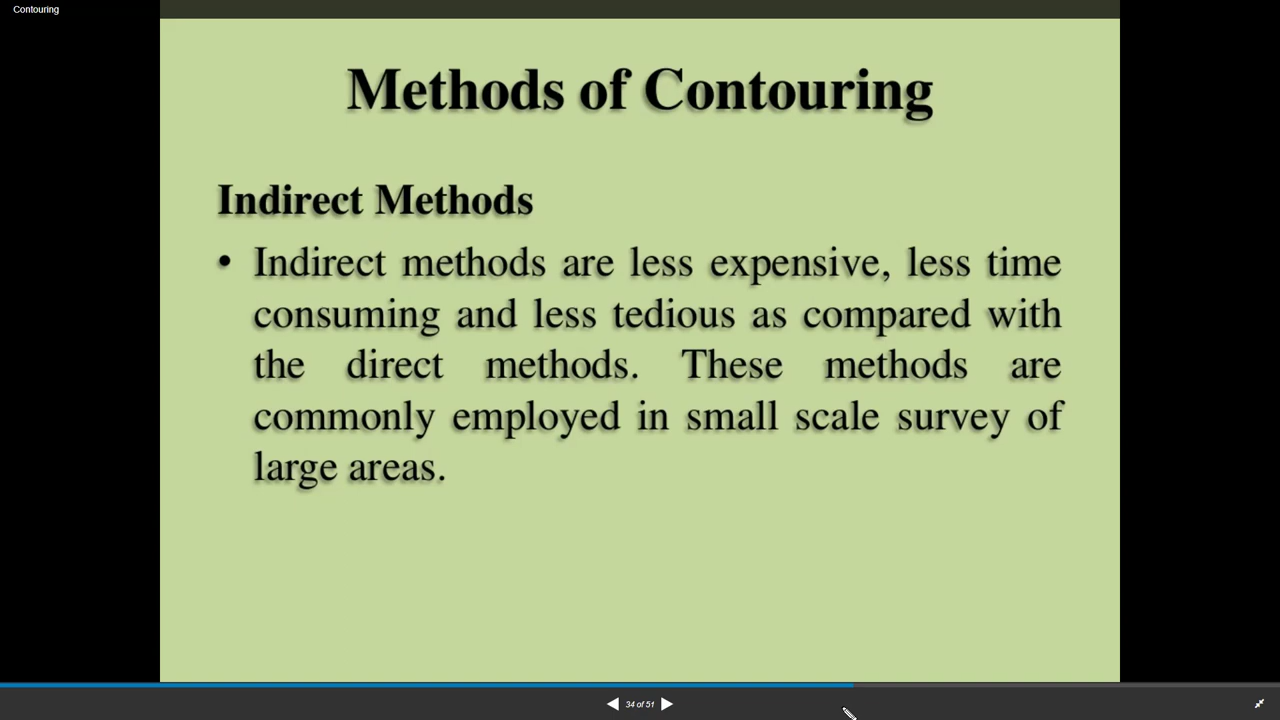 Contouring
Methods of Contouring
Indirect Methods
• Indirect methods are less expensive, less time
consuming and less tedious as compared with
the direct methods. These methods are
commonly employed in small scale survey of
large areas.
34 of 51